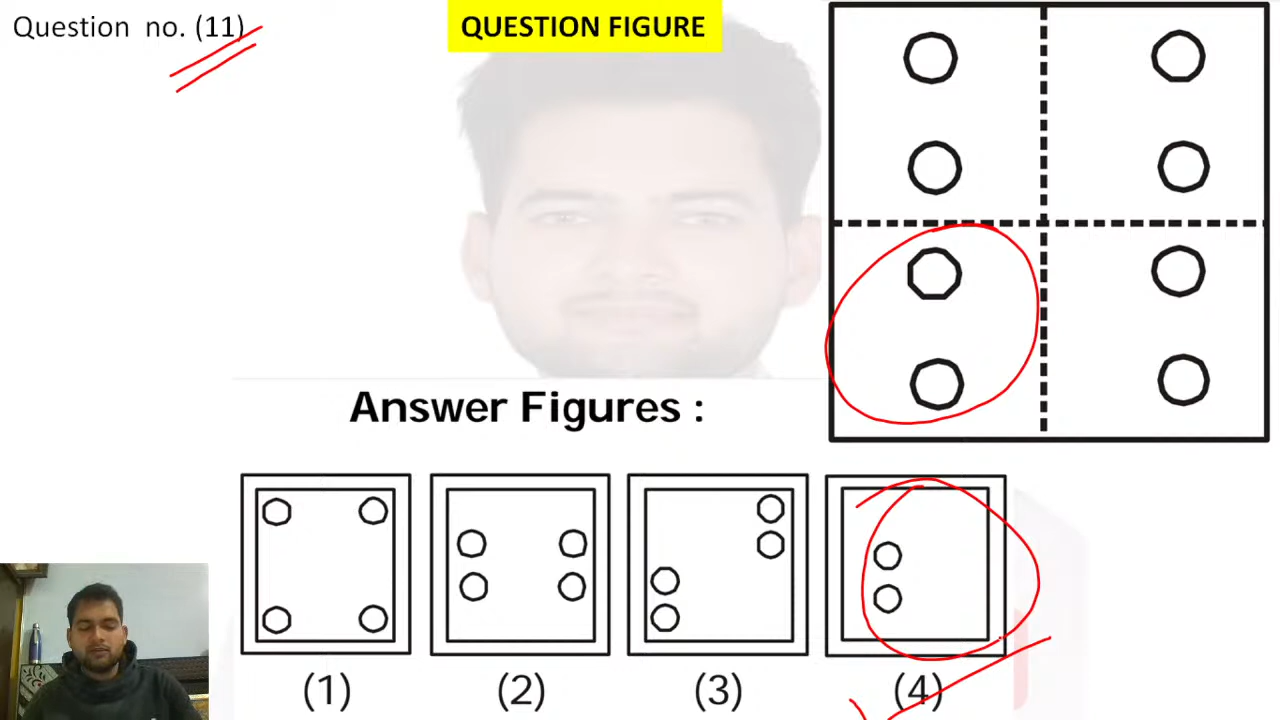 Question no. (11)
QUESTION FIGURE
Answer Figures :
(1)
(2)
(3)
(4)